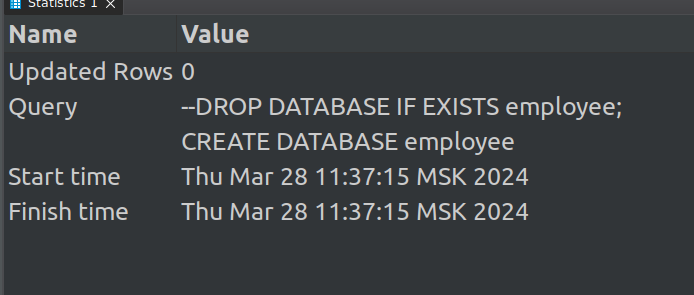 Statistics 1
Name Value
Updated Rows 0
Query --DROP DATABASE IF EXISTS employee;
CREATE DATABASE employee
Start time Thu Mar 28 11:37:15 MSK 2024
Finish time Thu Mar 28 11:37:15 MSK 2024